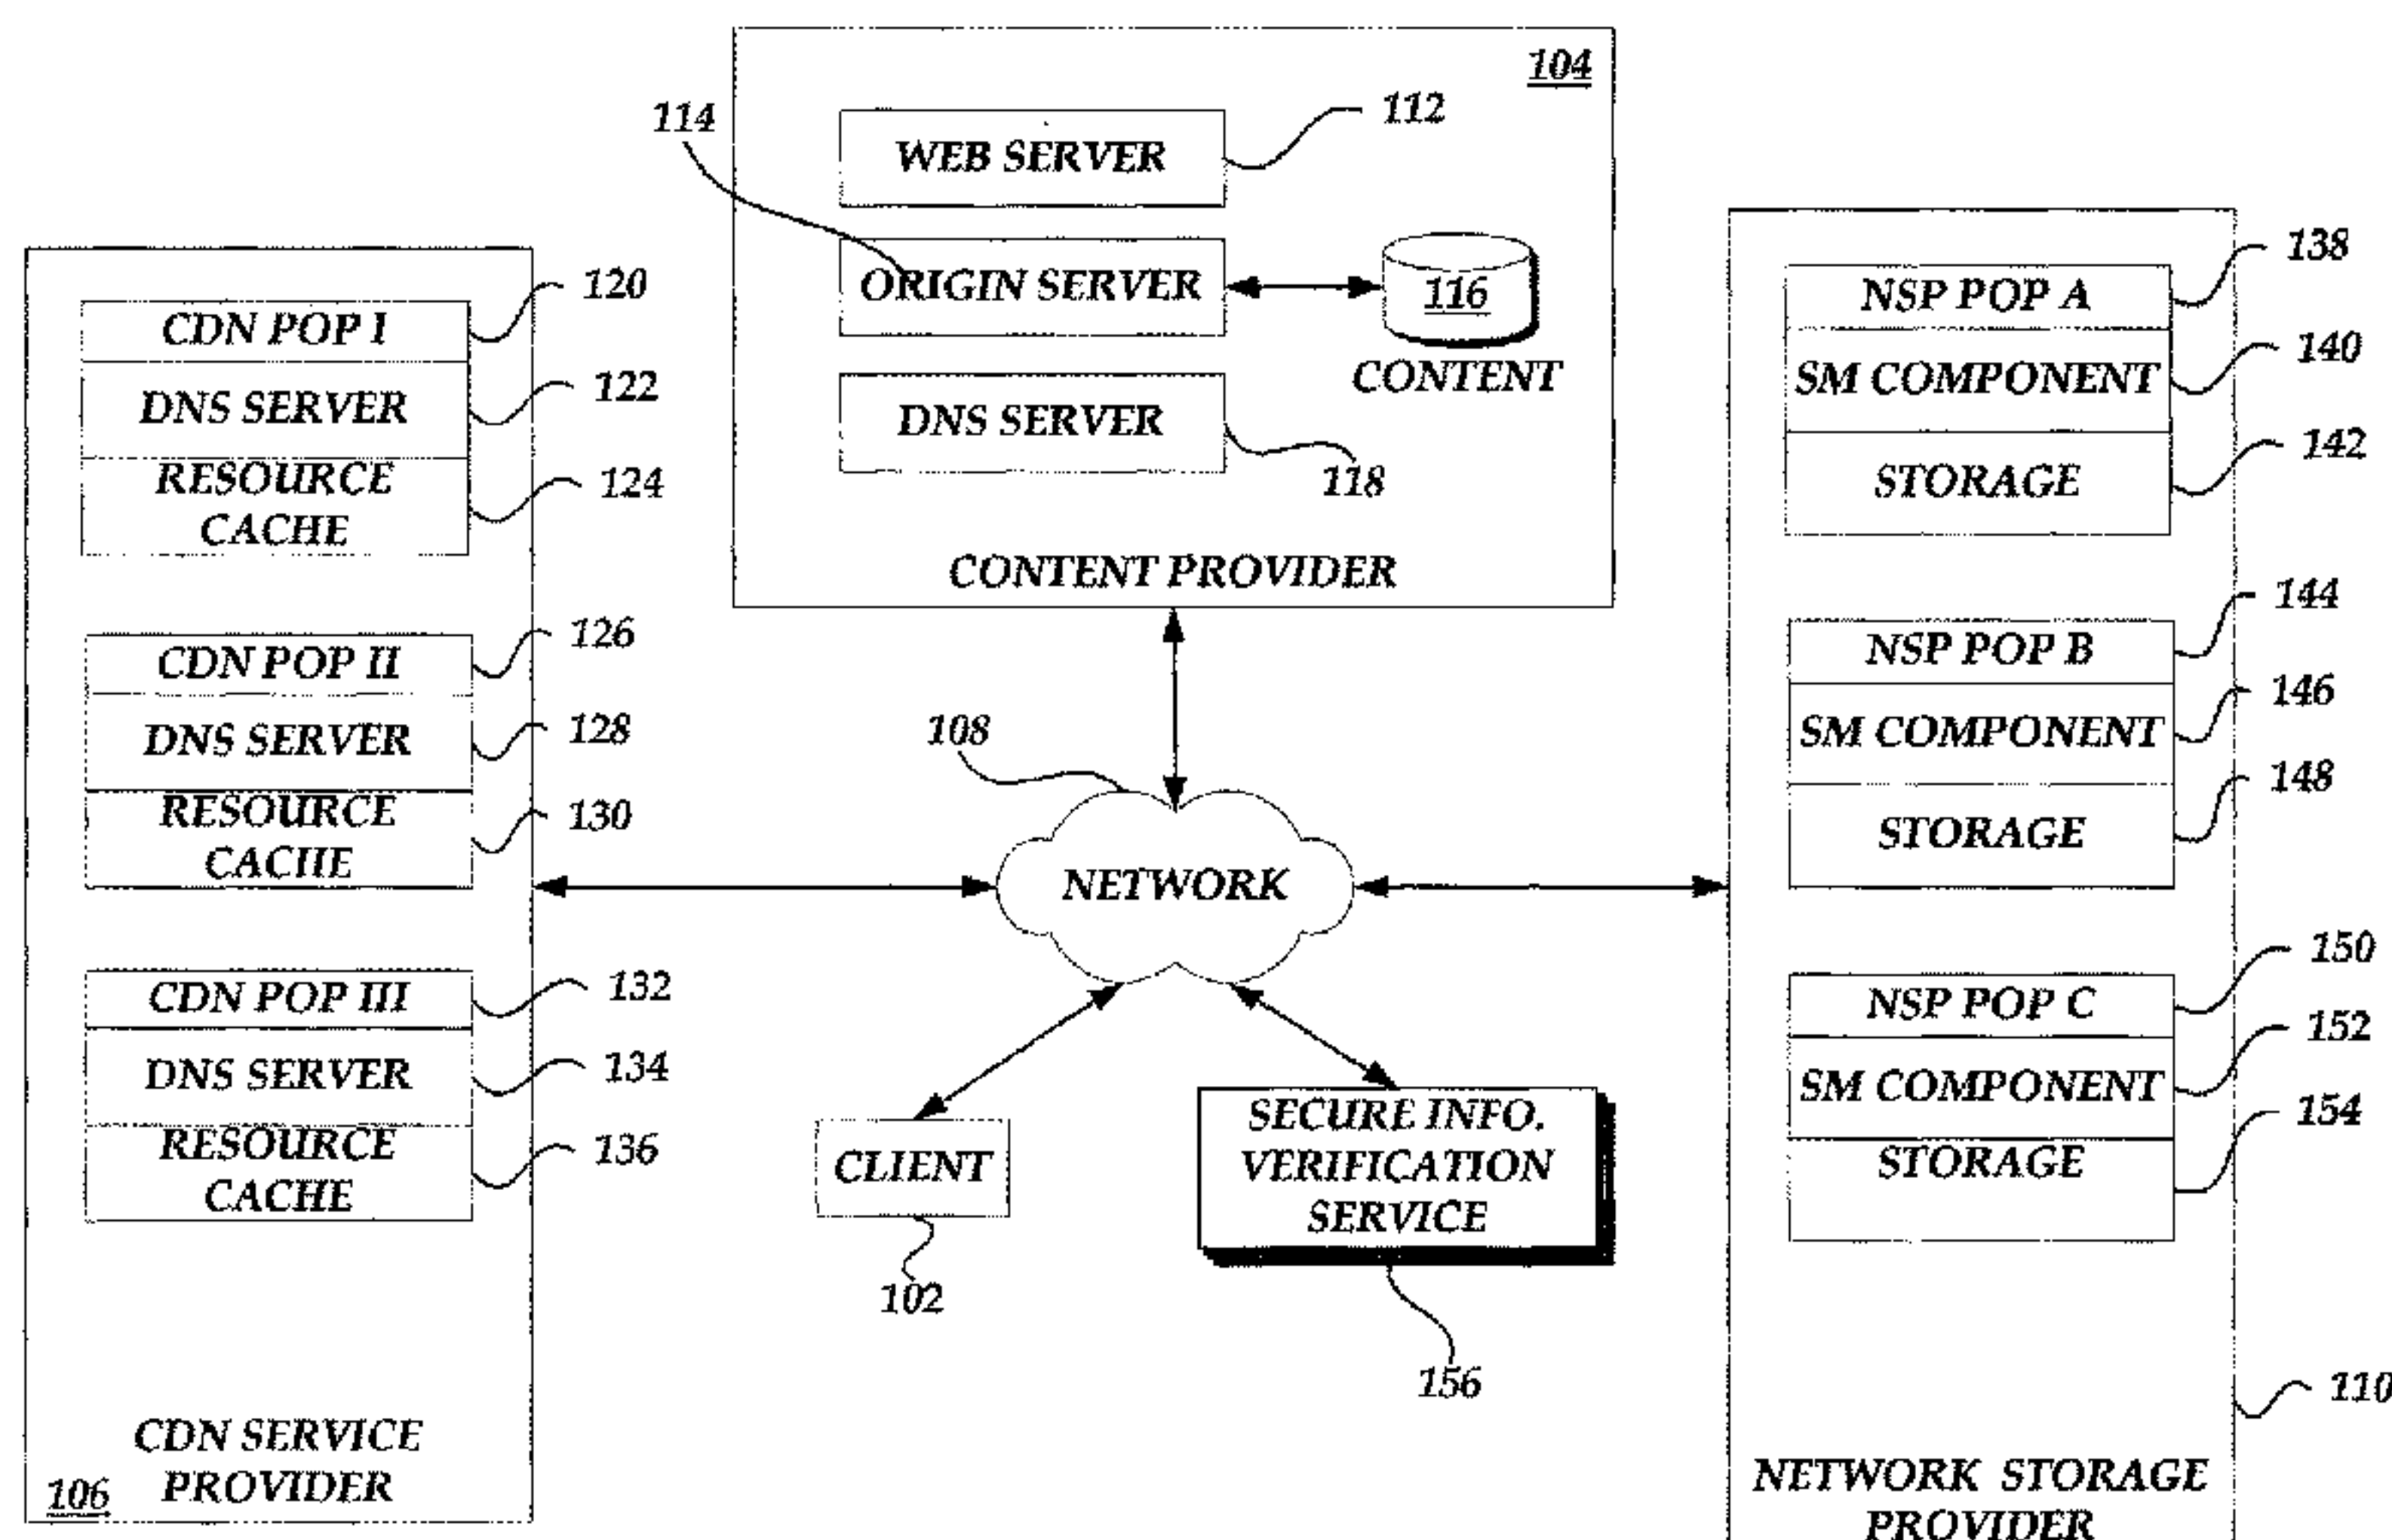 104
114
112
WEB SERVER
ORIGIN SERVER
116
CONTENT
DNS SERVER
118
CONTENT PROVIDER
CDN POP I
120
DNS SERVER
122
RESOURCE
CACHE
124
CDN POP II
126
DNS SERVER
128
RESOURCE
CACHE
130
CDN POP III
132
DNS SERVER
134
RESOURCE
CACHE
136
CDN SERVICE
PROVIDER
106
108
NETWORK
CLIENT
102
SECURE INFO.
VERIFICATION
SERVICE
156
NSP POP A
138
SM COMPONENT
140
STORAGE
142
NSP POP B
144
SM COMPONENT
146
STORAGE
148
NSP POP C
150
SM COMPONENT
152
STORAGE
154
110
NETWORK STORAGE
PROVIDER